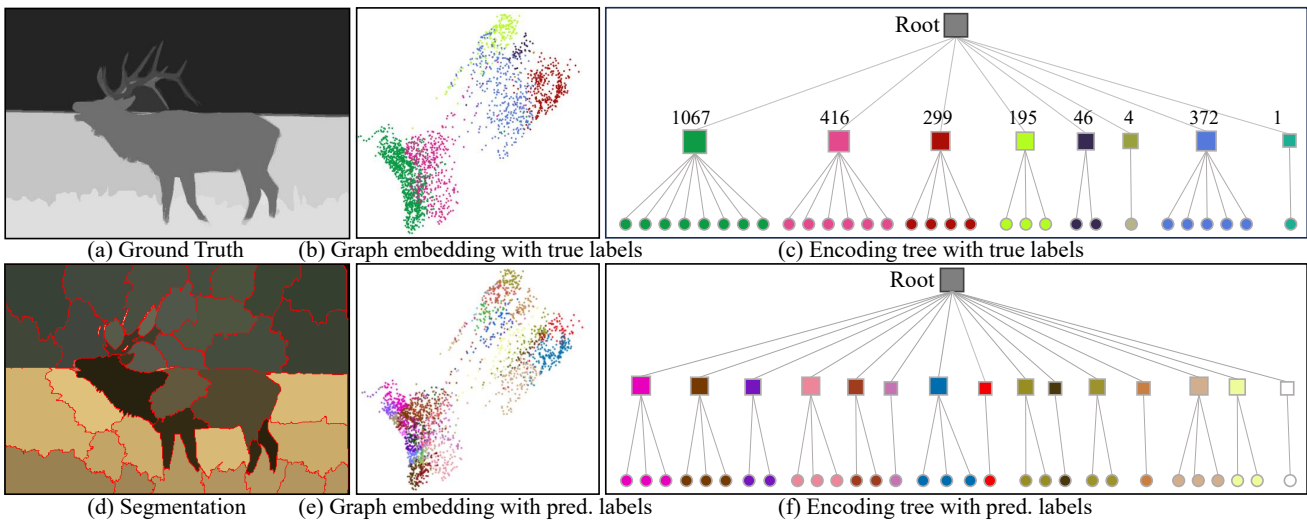 Root
1067 416 299 195 46 4 372 1
(a) Ground Truth (b) Graph embedding with true labels (c) Encoding tree with true labels
Root
(d) Segmentation (e) Graph embedding with pred. labels (f) Encoding tree with pred. labels